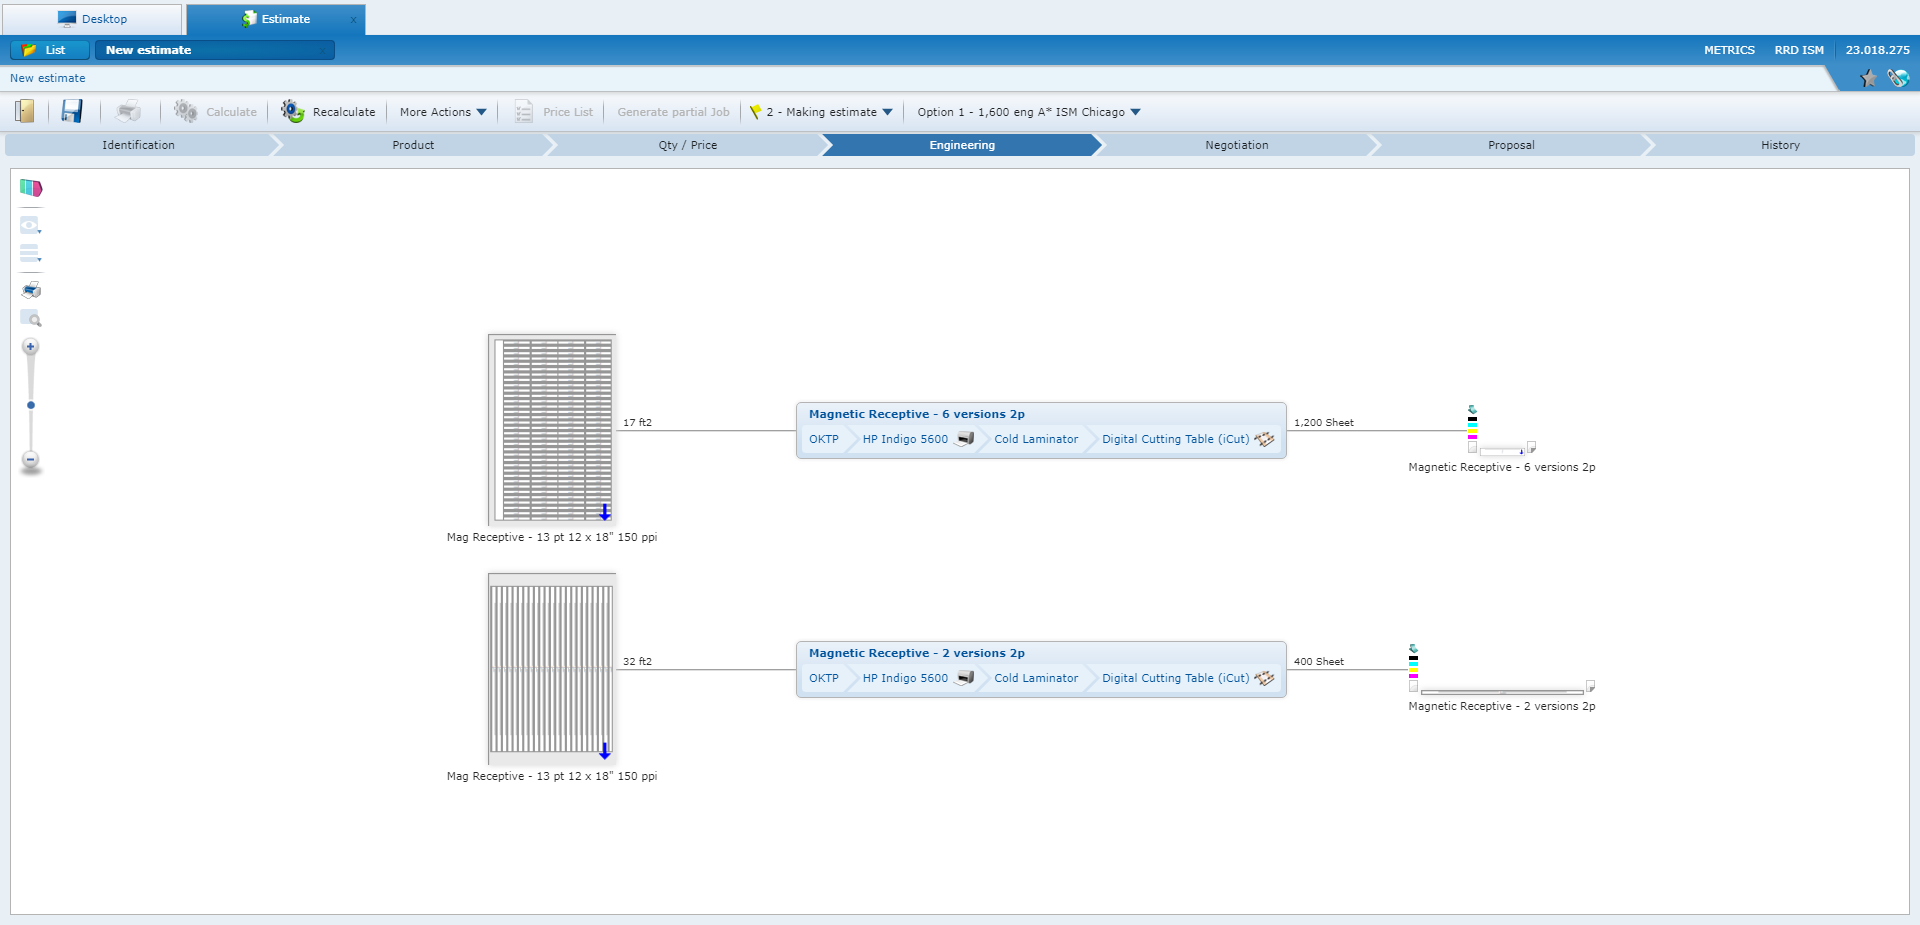 Desktop
Estimate x
List
New estimate x
METRICS RRD ISM 23.018.275
New estimate
Calculate
Recalculate
More Actions
Price List
Generate partial Job
2 - Making estimate
Option 1 - 1,600 eng A* ISM Chicago
Identification
Product
Qty / Price
Engineering
Negotiation
Proposal
History
17 ft2
Magnetic Receptive - 6 versions 2p
OKTP
HP Indigo 5600
Cold Laminator
Digital Cutting Table (iCut)
1,200 Sheet
Magnetic Receptive - 6 versions 2p
Mag Receptive - 13 pt 12 x 18" 150 ppi
32 ft2
Magnetic Receptive - 2 versions 2p
OKTP
HP Indigo 5600
Cold Laminator
Digital Cutting Table (iCut)
400 Sheet
Magnetic Receptive - 2 versions 2p
Mag Receptive - 13 pt 12 x 18" 150 ppi